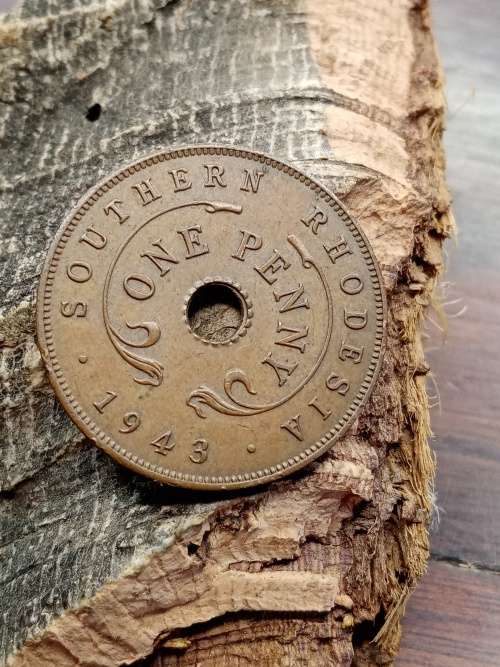 SOUTHERN RHODESIA
ONE PENNY
· 1943 ·